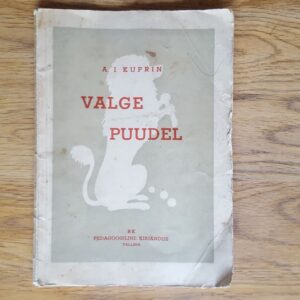 A. I. KUPRIN
VALGE
PUUDEL
RK
PEDAGOOGILINE KIRJANDUS
TALLINN